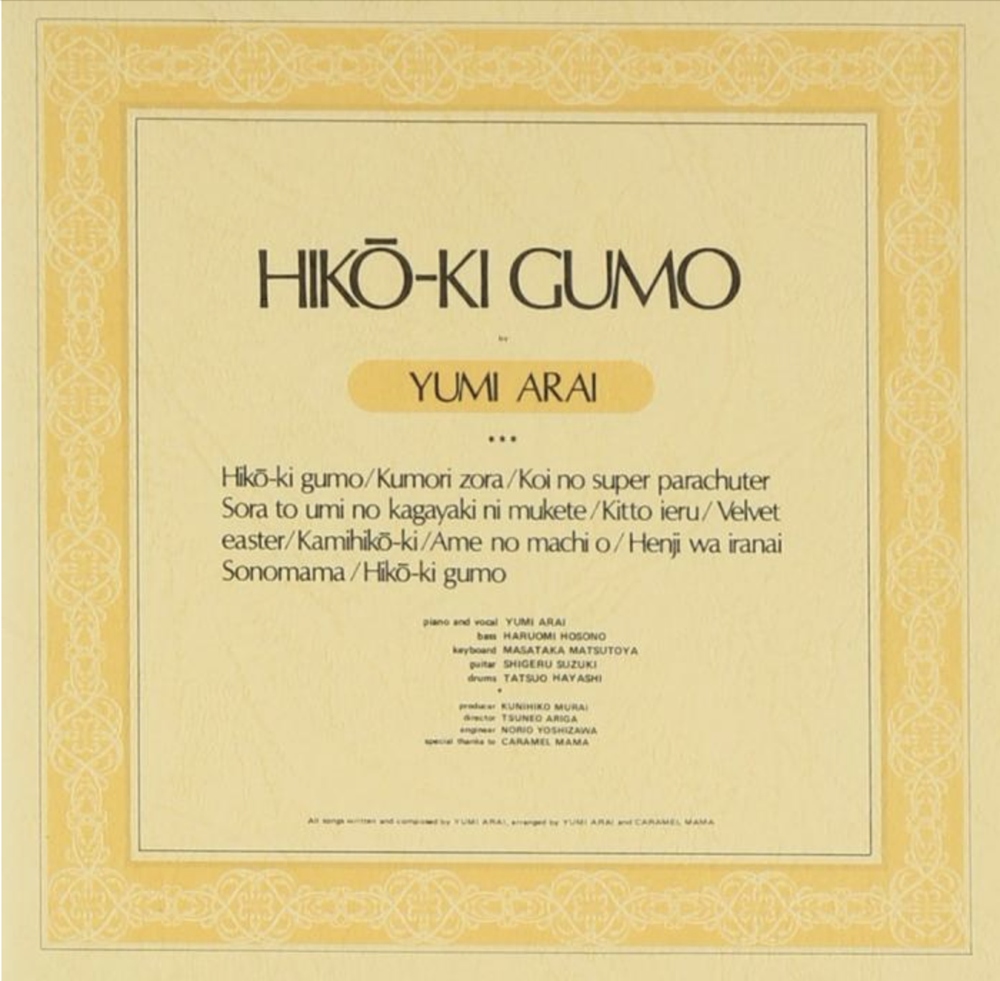 HIKŌ-KI GUMO
by
YUMI ARAI
•••
Hikō-ki gumo/Kumori zora/Koi no super parachuter
Sora to umi no kagayaki ni mukete/Kitto ieru/Velvet
easter/Kamihikō-ki/Ame no machi o/Henji wa iranai
Sonomama/Hikō-ki gumo
piano and vocal YUMI ARAI
bass HARUOMI HOSONO
keyboard MASATAKA MATSUTOYA
guitar SHIGERU SUZUKI
drums TATSUO HAYASHI
•
producer KUNIHIKO MURAI
director TSUNEO ARIGA
engineer NORIO YOSHIZAWA
special thanks to CARAMEL MAMA
All songs written and composed by YUMI ARAI, arranged by YUMI ARAI and CARAMEL MAMA